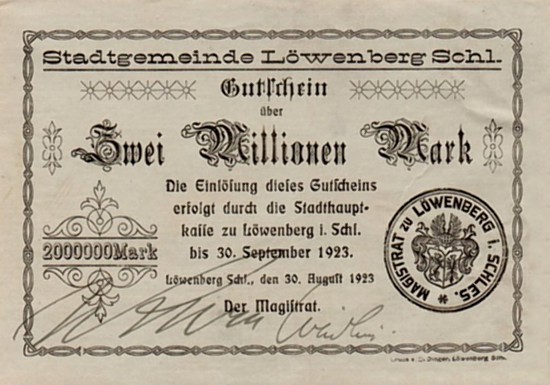 Stadtgemeinde Löwenberg Schl.
Gutschein
über
Zwei Millionen Mark
Die Einlösung dieses Gutscheins
erfolgt durch die Stadthaupt-
kasse zu Löwenberg i. Schl.
bis 30. September 1923.
2000000 Mark
Löwenberg Schl., den 30. August 1923
Der Magistrat.
MAGISTRAT ZU LÖWENBERG i. SCHLES.
Löwenberg Schl.